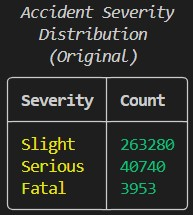 Accident Severity
Distribution
(Original)
Severity Count
Slight 263280
Serious 40740
Fatal 3953